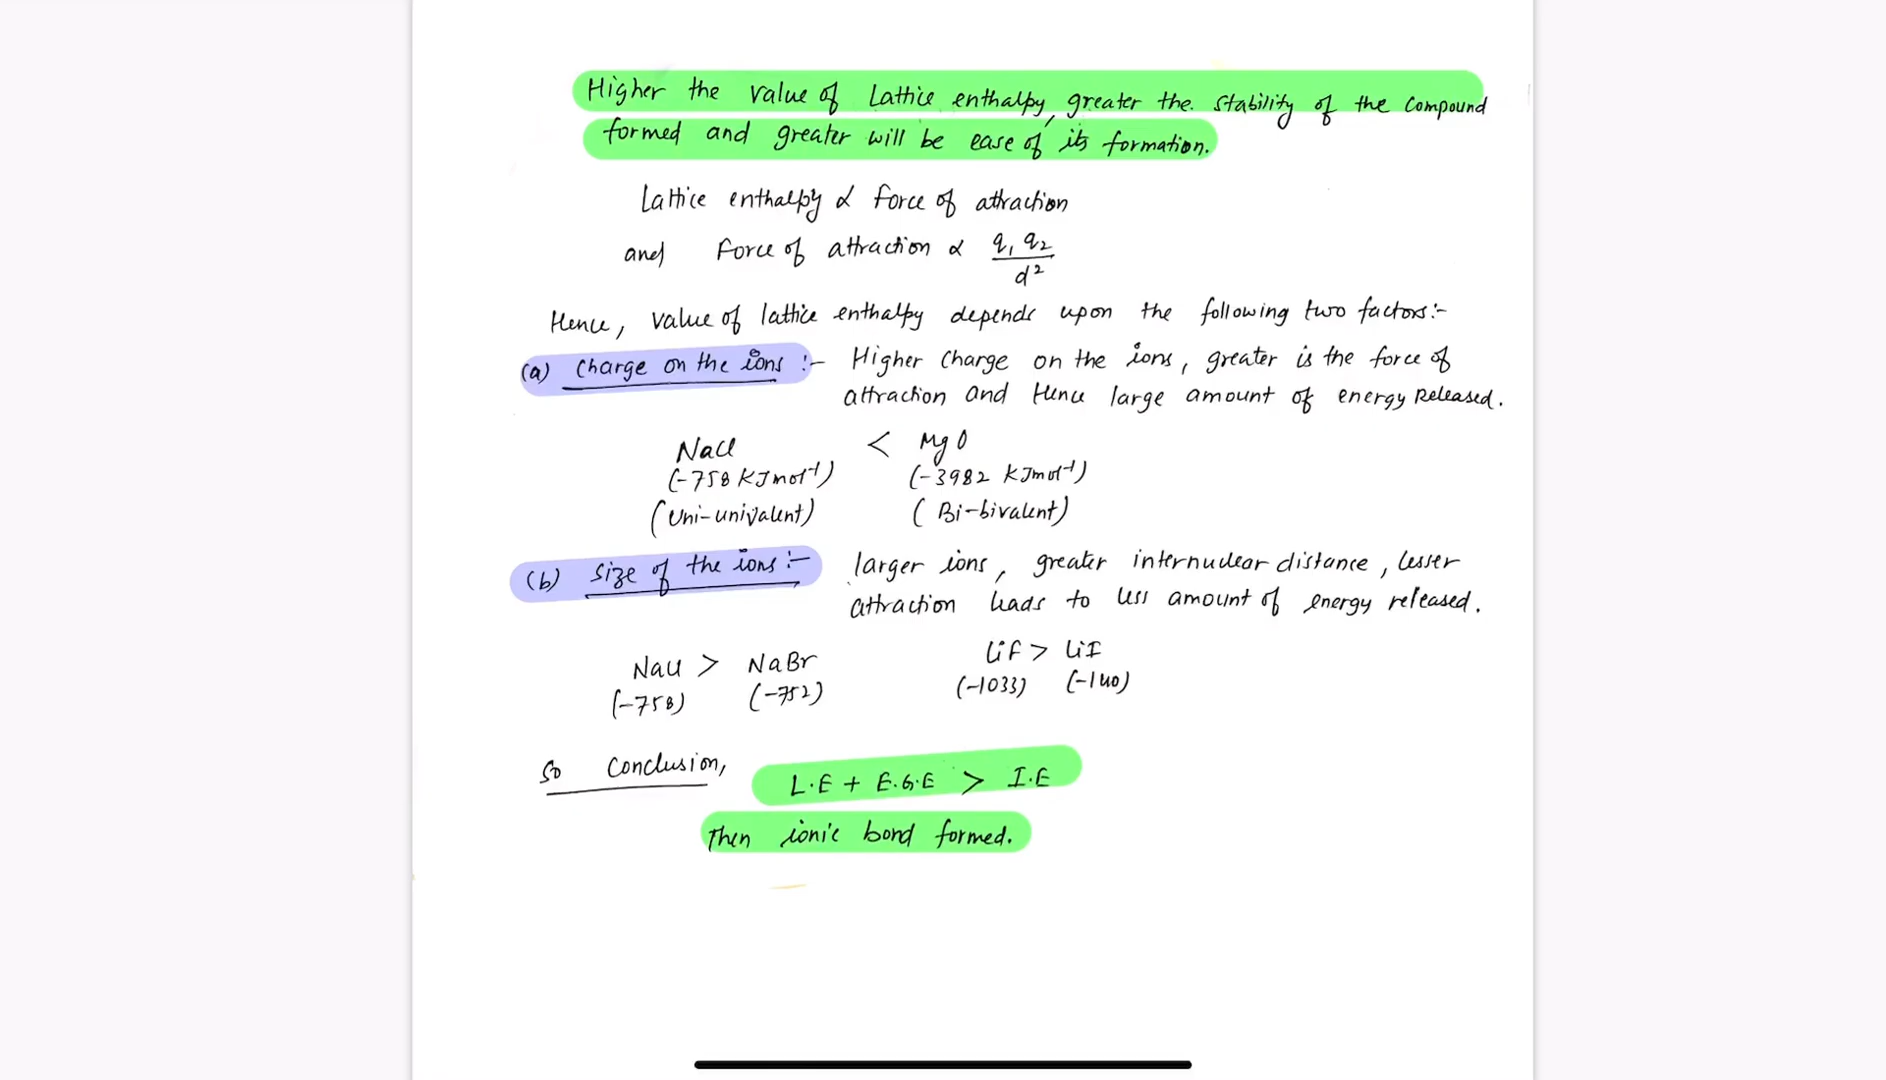 Higher the value of Lattice enthalpy, greater the stability of the compound
formed and greater will be ease of its formation.
Lattice enthalpy ∝ force of attraction
and Force of attraction ∝ q₁ q₂ / d²
Hence, value of lattice enthalpy depends upon the following two factors:-
(a) Charge on the ions :- Higher charge on the ions, greater is the force of
attraction and Hence large amount of energy released.
NaCl < MgO
(-758 KJmol⁻¹) (-3982 KJmol⁻¹)
(Uni-univalent) (Bi-bivalent)
(b) Size of the ions :- larger ions, greater internuclear distance, lesser
attraction leads to less amount of energy released.
NaCl > NaBr LiF > LiI
(-758) (-752) (-1033)
So Conclusion, L.E + E.G.E > I.E
Then ionic bond formed.